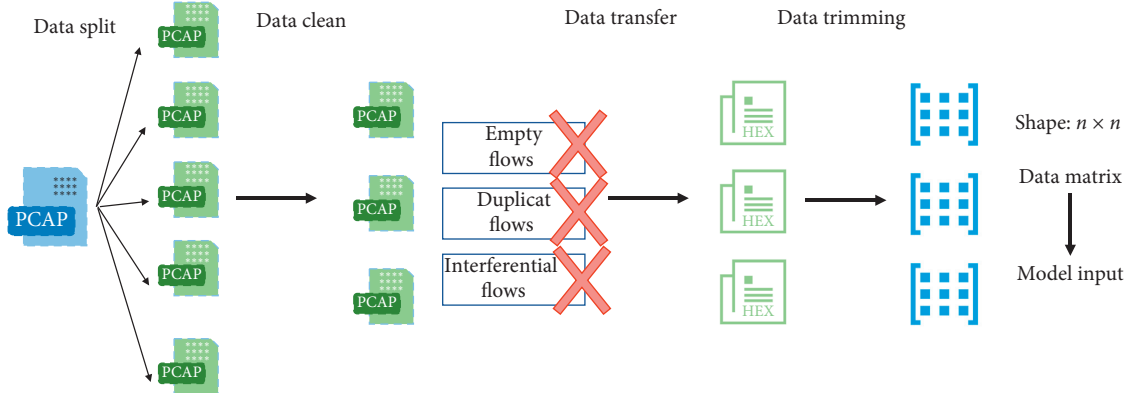 Data split
Data clean
Data transfer
Data trimming
PCAP
PCAP
PCAP
PCAP
PCAP
PCAP
PCAP
PCAP
PCAP
Empty
flows
Duplicat
flows
Interferential
flows
HEX
HEX
HEX
Shape: n × n
Data matrix
Model input